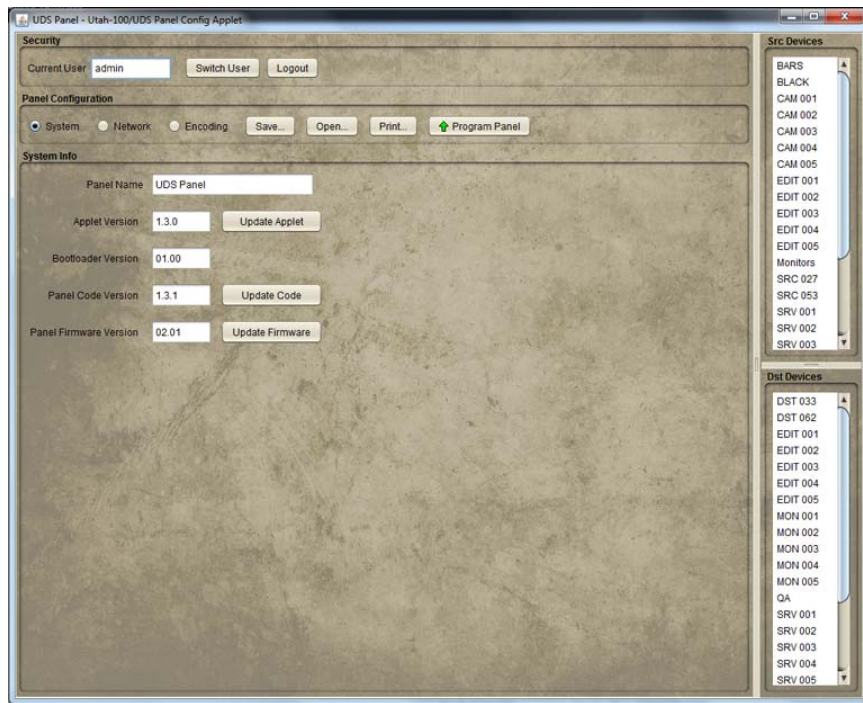 UDS Panel - Utah-100/UDS Panel Config Applet
Security
Current User admin Switch User Logout
Panel Configuration
System Network Encoding Save... Open... Print... Program Panel
System Info
Panel Name UDS Panel
Applet Version 1.3.0 Update Applet
Bootloader Version 01.00
Panel Code Version 1.3.1 Update Code
Panel Firmware Version 02.01 Update Firmware
Src Devices
BARS
BLACK
CAM 001
CAM 002
CAM 003
CAM 004
CAM 005
EDIT 001
EDIT 002
EDIT 003
EDIT 004
EDIT 005
Monitors
SRC 027
SRC 053
SRV 001
SRV 002
SRV 003
Dst Devices
DST 033
DST 062
EDIT 001
EDIT 002
EDIT 003
EDIT 004
EDIT 005
MON 001
MON 002
MON 003
MON 004
MON 005
QA
SRV 001
SRV 002
SRV 003
SRV 004
SRV 005